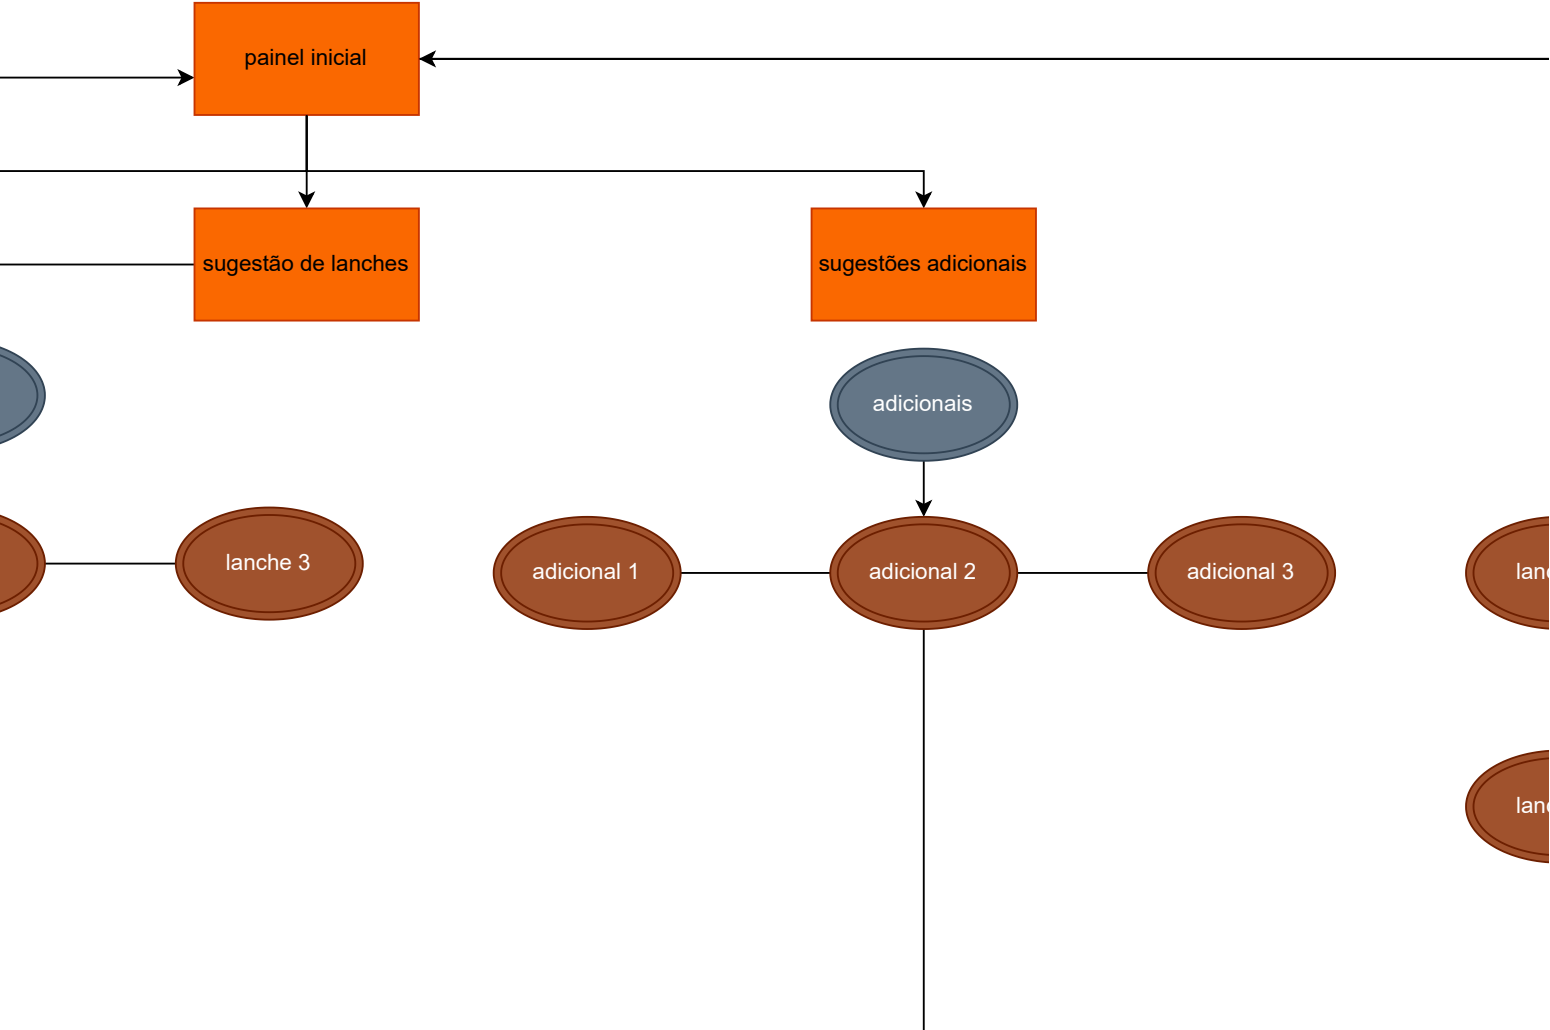 painel inicial
sugestão de lanches
sugestões adicionais
adicionais
lanche 3
adicional 1
adicional 2
adicional 3